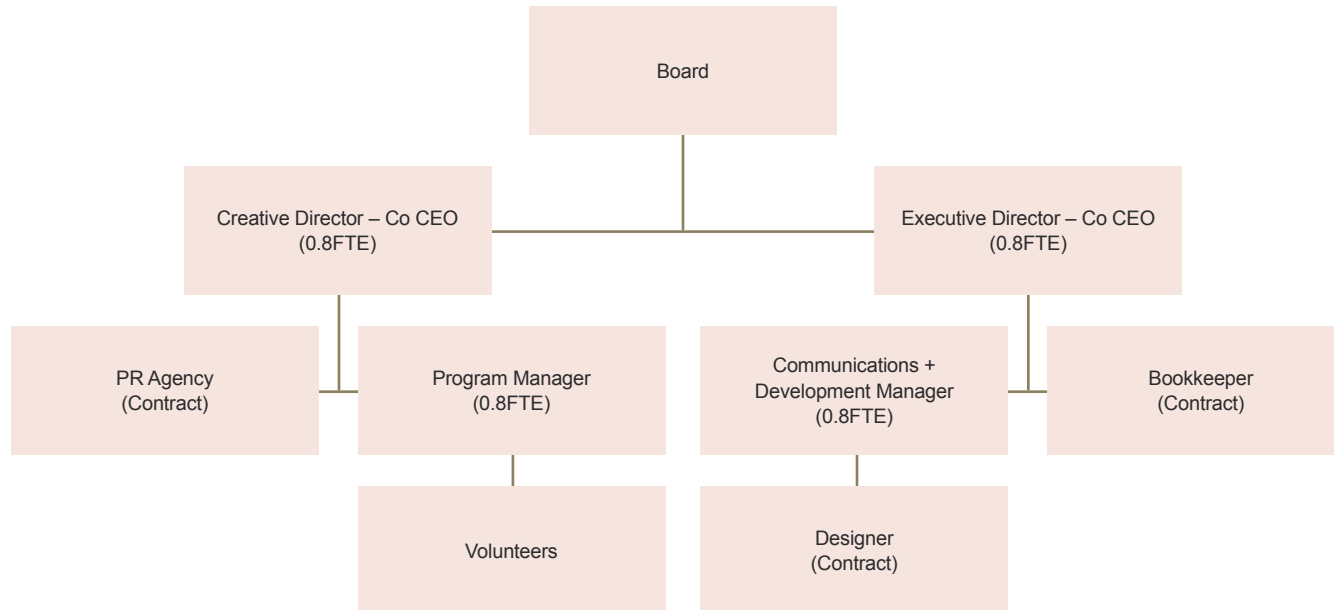 Board
Creative Director – Co CEO
(0.8FTE)
Executive Director – Co CEO
(0.8FTE)
PR Agency
(Contract)
Program Manager
(0.8FTE)
Communications +
Development Manager
(0.8FTE)
Bookkeeper
(Contract)
Volunteers
Designer
(Contract)